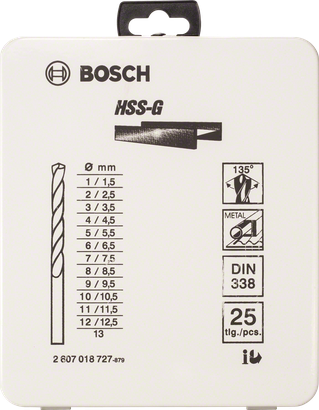 BOSCH
HSS-G
Ø mm
1 / 1,5
2 / 2,5
3 / 3,5
4 / 4,5
5 / 5,5
6 / 6,5
7 / 7,5
8 / 8,5
9 / 9,5
10 /10,5
11 /11,5
12 /12,5
13
135°
METAL
DIN
338
25
tlg./pcs.
2 607 018 727-879